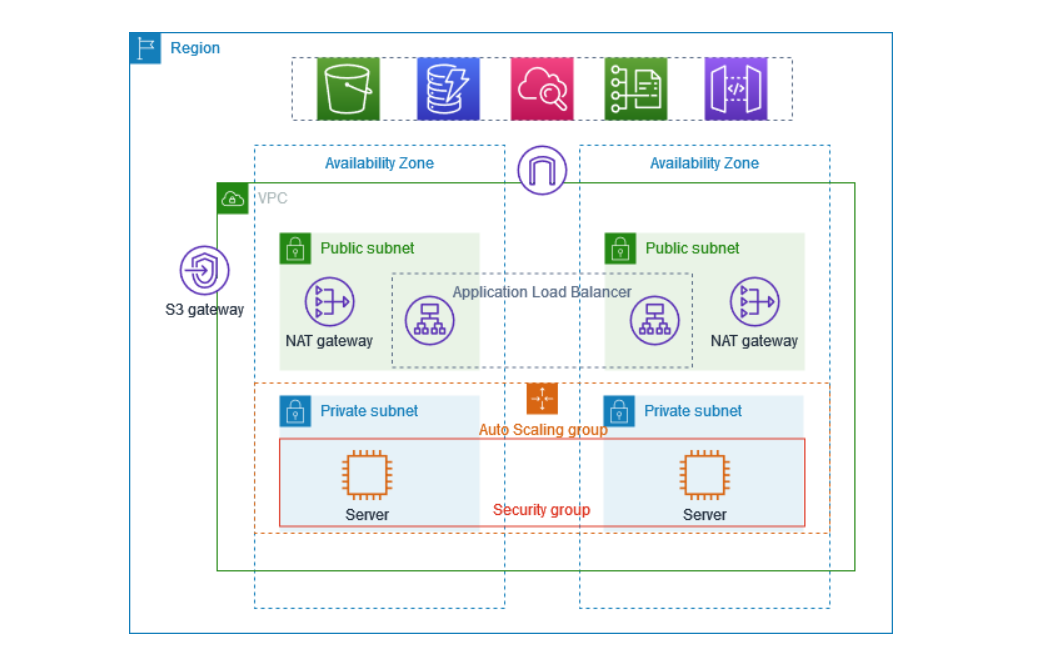 Region
Availability Zone
Availability Zone
VPC
Public subnet
Public subnet
S3 gateway
Application Load Balancer
NAT gateway
NAT gateway
Private subnet
Private subnet
Auto Scaling group
Security group
Server
Server